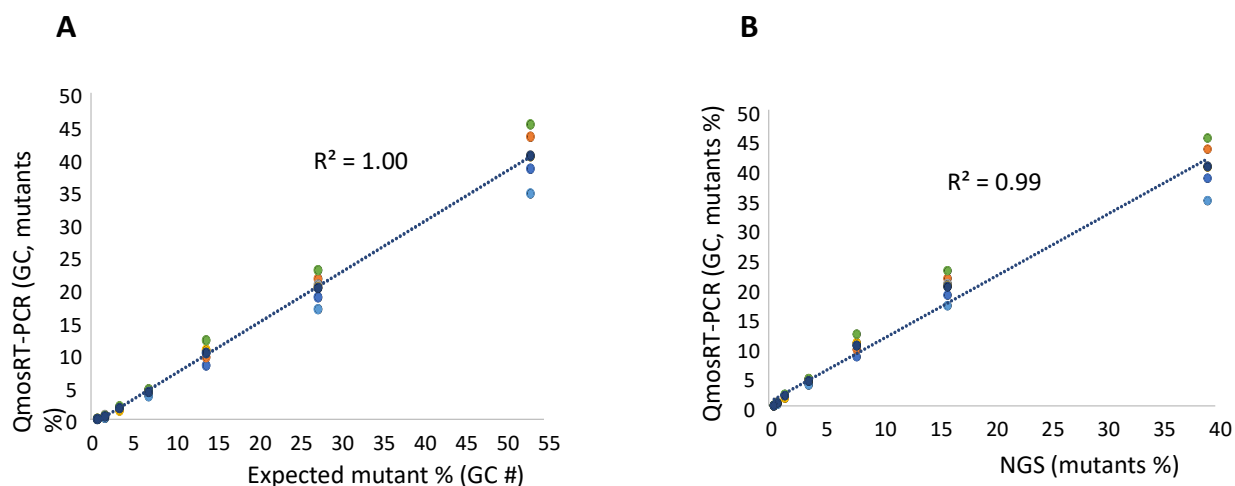 A
QmosRT-PCR (GC, mutants
%)
50
45
40
35
30
25
20
15
10
5
0
R² = 1.00
0 5 10 15 20 25 30 35 40 45 50 55
Expected mutant % (GC #)
B
QmosRT-PCR (GC, mutants %)
50
45
40
35
30
25
20
15
10
5
0
R² = 0.99
0 5 10 15 20 25 30 35 40
NGS (mutants %)